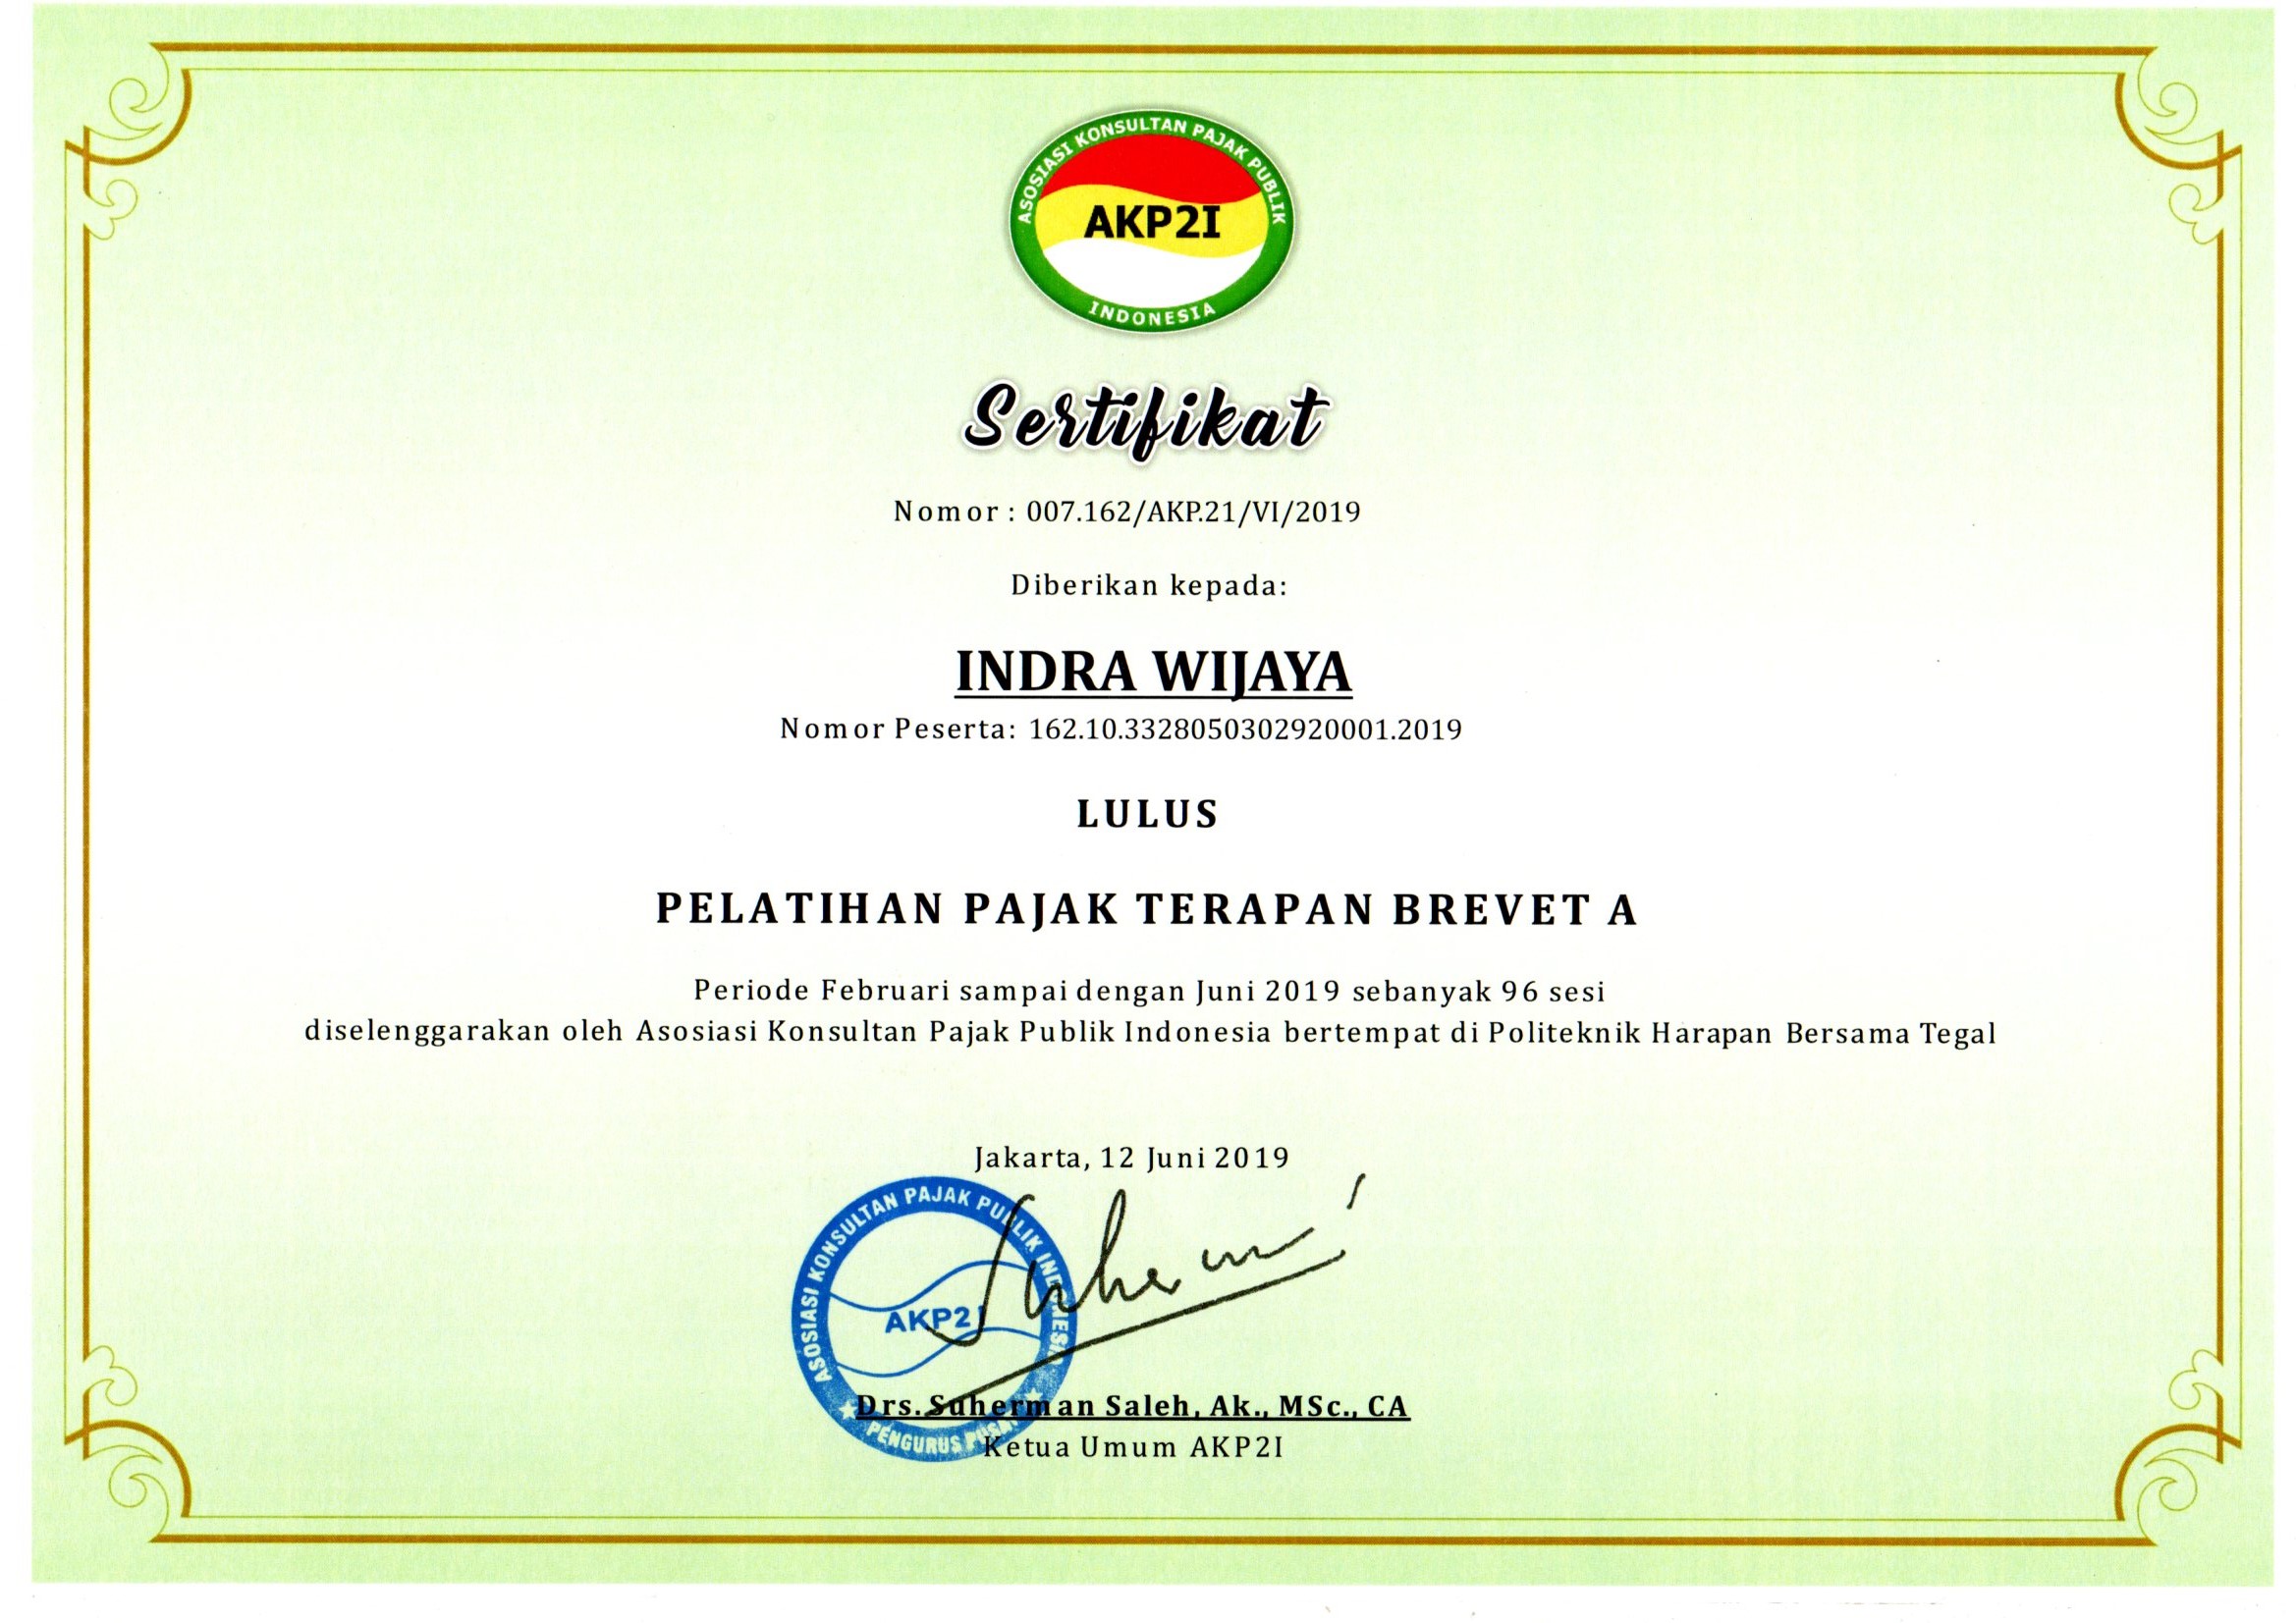 ASOSIASI KONSULTAN PAJAK PUBLIK
AKP2I
INDONESIA
Sertifikat
Nomor : 007.162/AKP.21/VI/2019
Diberikan kepada:
INDRA WIJAYA
Nomor Peserta: 162.10.3328050302920001.2019
LULUS
PELATIHAN PAJAK TERAPAN BREVET A
Periode Februari sampai dengan Juni 2019 sebanyak 96 sesi
diselenggarakan oleh Asosiasi Konsultan Pajak Publik Indonesia bertempat di Politeknik Harapan Bersama Tegal
Jakarta, 12 Juni 2019
ASOSIASI KONSULTAN PAJAK PUBLIK INDONESIA
AKP2I
PENGURUS PUSAT
Drs. Suherman Saleh, Ak., MSc., CA
Ketua Umum AKP2I